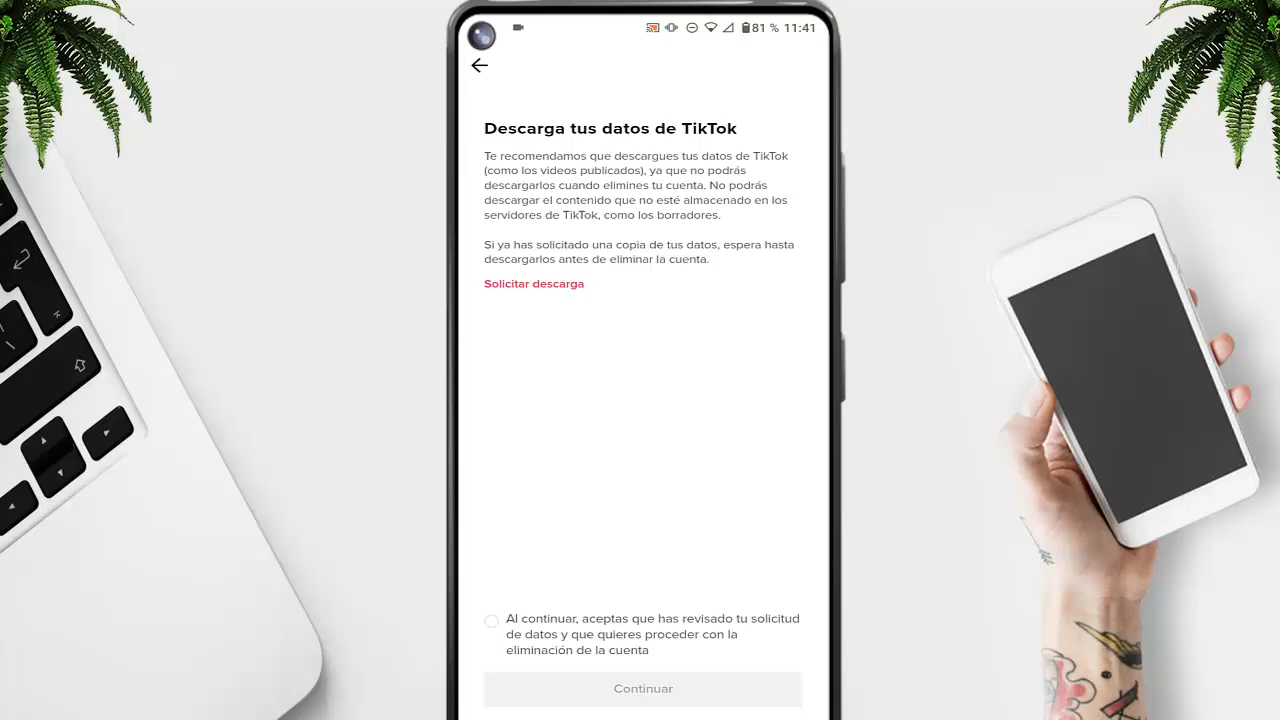 81 % 11:41
Descarga tus datos de TikTok
Te recomendamos que descargues tus datos de TikTok
(como los videos publicados), ya que no podrás
descargarlos cuando elimines tu cuenta. No podrás
descargar el contenido que no esté almacenado en los
servidores de TikTok, como los borradores.
Si ya has solicitado una copia de tus datos, espera hasta
descargarlos antes de eliminar la cuenta.
Solicitar descarga
Al continuar, aceptas que has revisado tu solicitud
de datos y que quieres proceder con la
eliminación de la cuenta
Continuar